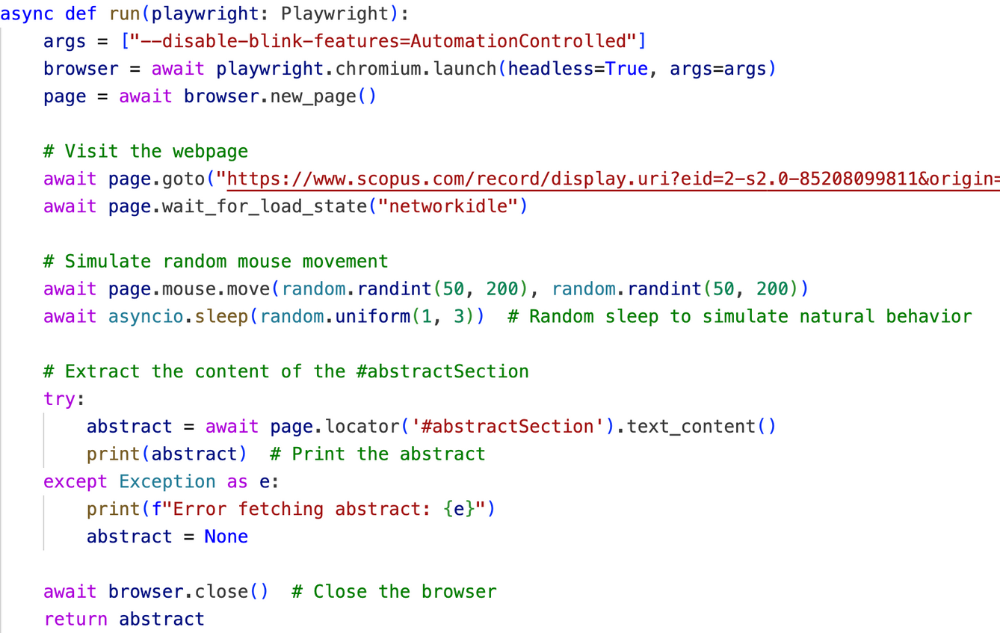 async def run(playwright: Playwright):
    args = ["--disable-blink-features=AutomationControlled"]
    browser = await playwright.chromium.launch(headless=True, args=args)
    page = await browser.new_page()

    # Visit the webpage
    await page.goto("https://www.scopus.com/record/display.uri?eid=2-s2.0-85208099811&origin=
    await page.wait_for_load_state("networkidle")

    # Simulate random mouse movement
    await page.mouse.move(random.randint(50, 200), random.randint(50, 200))
    await asyncio.sleep(random.uniform(1, 3))  # Random sleep to simulate natural behavior

    # Extract the content of the #abstractSection
    try:
        abstract = await page.locator('#abstractSection').text_content()
        print(abstract)  # Print the abstract
    except Exception as e:
        print(f"Error fetching abstract: {e}")
        abstract = None

    await browser.close()  # Close the browser
    return abstract